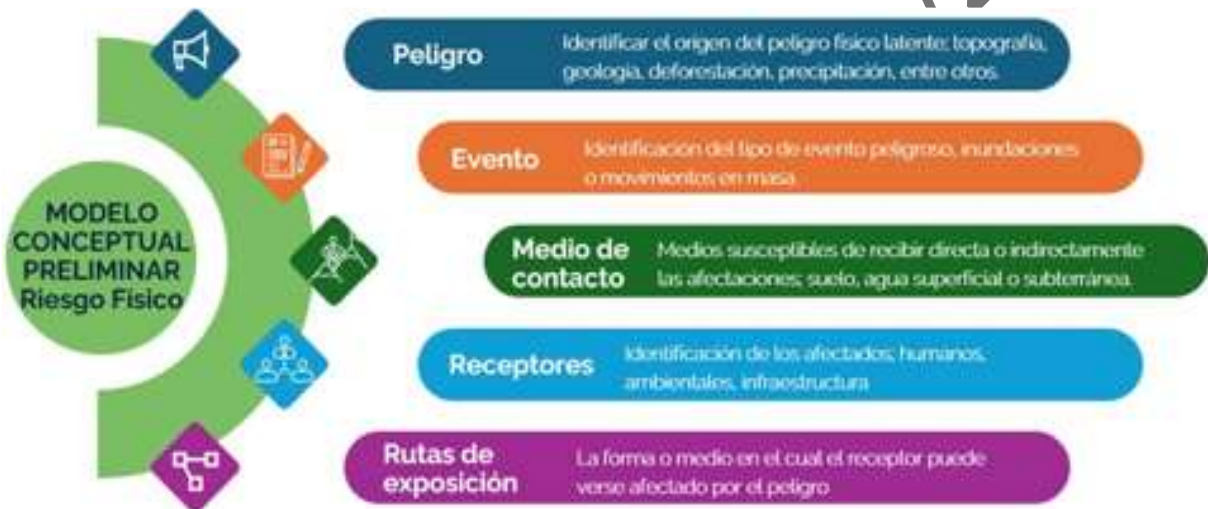 MODELO
CONCEPTUAL
PRELIMINAR
Riesgo Físico
Peligro
Identificar el origen del peligro físico latente; topografía,
geología, deforestación, precipitación, entre otros.
Evento
Identificación del tipo de evento peligroso, inundaciones
o movimientos en masa.
Medio de
contacto
Medios susceptibles de recibir directa o indirectamente
las afectaciones; suelo, agua superficial o subterránea.
Receptores
Identificación de los afectados; humanos,
ambientales, infraestructura
Rutas de
exposición
La forma o medio en el cual el receptor puede
verse afectado por el peligro